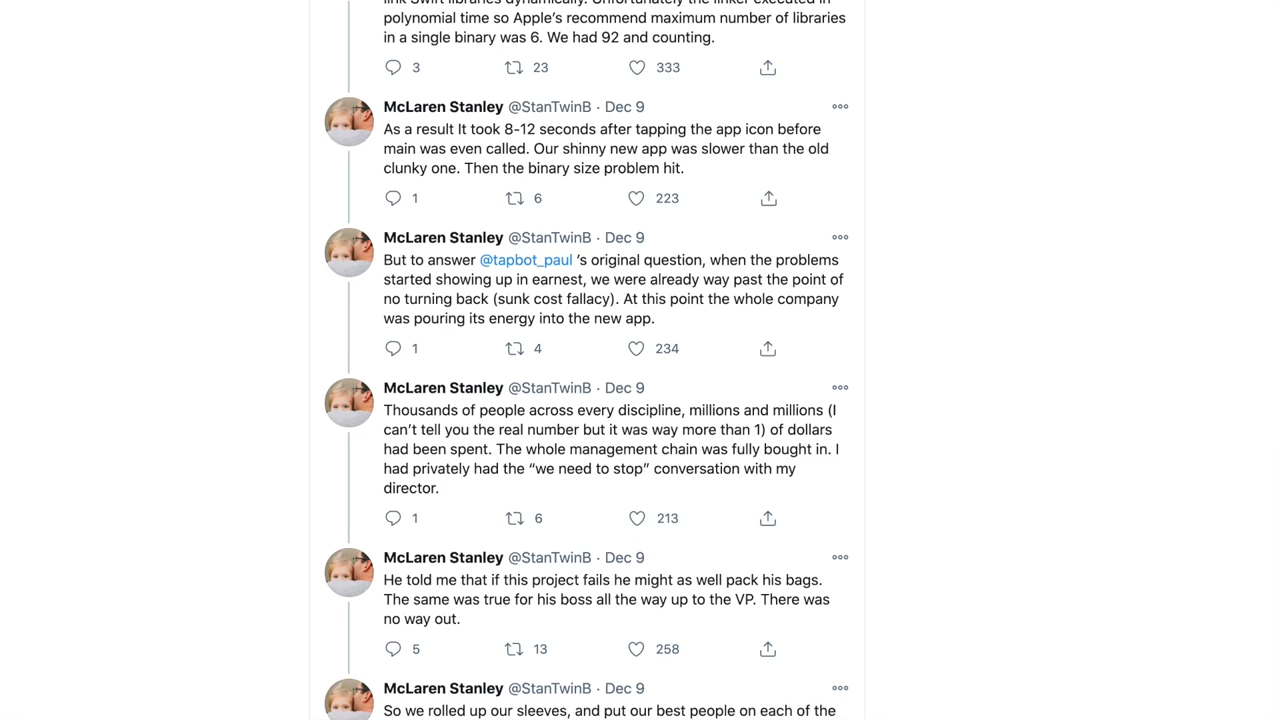 link Swift libraries dynamically. Unfortunately the linker executed in
polynomial time so Apple's recommend maximum number of libraries
in a single binary was 6. We had 92 and counting.
3 23 333
McLaren Stanley @StanTwinB · Dec 9
As a result It took 8-12 seconds after tapping the app icon before
main was even called. Our shinny new app was slower than the old
clunky one. Then the binary size problem hit.
1 6 223
McLaren Stanley @StanTwinB · Dec 9
But to answer @tapbot_paul 's original question, when the problems
started showing up in earnest, we were already way past the point of
no turning back (sunk cost fallacy). At this point the whole company
was pouring its energy into the new app.
1 4 234
McLaren Stanley @StanTwinB · Dec 9
Thousands of people across every discipline, millions and millions (I
can't tell you the real number but it was way more than 1) of dollars
had been spent. The whole management chain was fully bought in. I
had privately had the “we need to stop” conversation with my
director.
1 6 213
McLaren Stanley @StanTwinB · Dec 9
He told me that if this project fails he might as well pack his bags.
The same was true for his boss all the way up to the VP. There was
no way out.
5 13 258
McLaren Stanley @StanTwinB · Dec 9
So we rolled up our sleeves, and put our best people on each of the